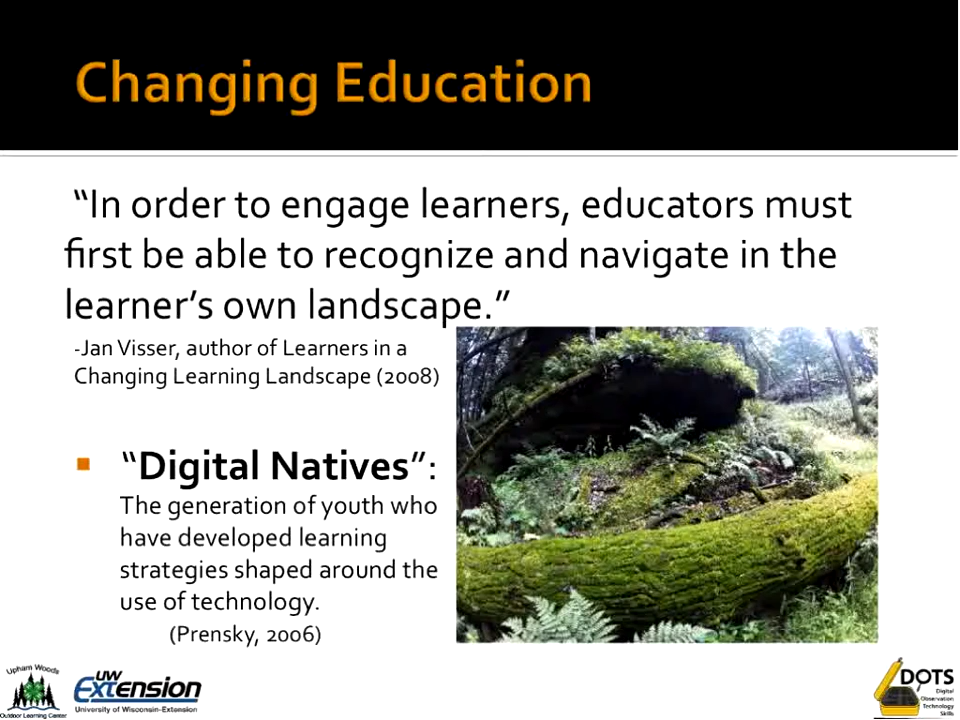 Changing Education
“In order to engage learners, educators must
first be able to recognize and navigate in the
learner’s own landscape.”
-Jan Visser, author of Learners in a
Changing Learning Landscape (2008)
“Digital Natives”:
The generation of youth who
have developed learning
strategies shaped around the
use of technology.
(Prensky, 2006)
Upham Woods
Outdoor Learning Center
UW
Extension
University of Wisconsin-Extension
DOTS
Digital
Observation
Technology
Skills